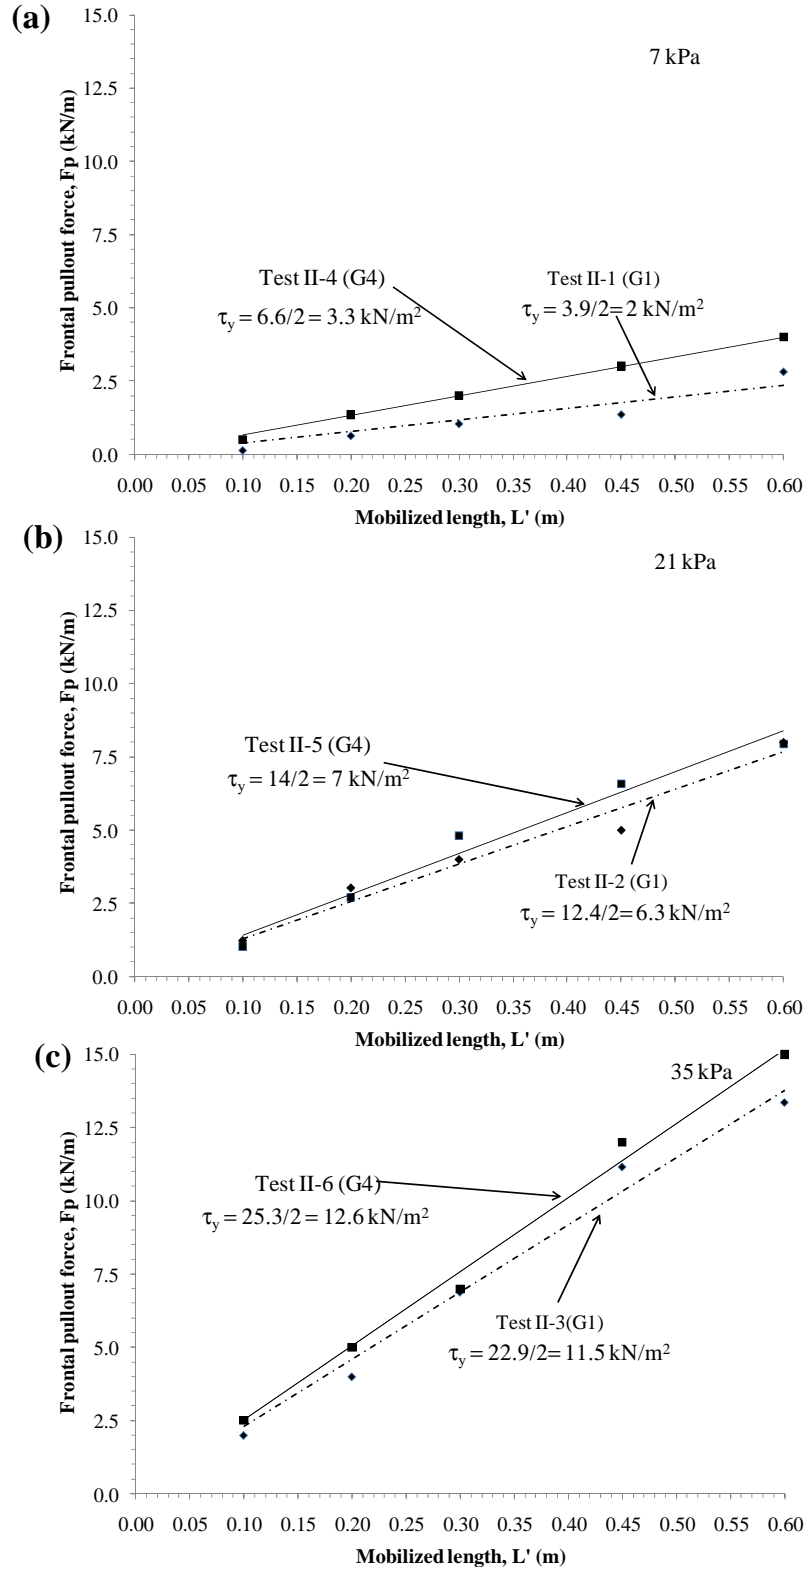 (a)
15.0
7 kPa
12.5
10.0
7.5
5.0
2.5
0.0
Frontal pullout force, Fp (kN/m)
Test II-4 (G4)
τy = 6.6/2 = 3.3 kN/m²
Test II-1 (G1)
τy = 3.9/2= 2 kN/m²
0.00 0.05 0.10 0.15 0.20 0.25 0.30 0.35 0.40 0.45 0.50 0.55 0.60
Mobilized length, L' (m)
(b)
15.0
21 kPa
12.5
10.0
7.5
5.0
2.5
0.0
Frontal pullout force, Fp (kN/m)
Test II-5 (G4)
τy = 14/2 = 7 kN/m²
Test II-2 (G1)
τy = 12.4/2= 6.3 kN/m²
0.00 0.05 0.10 0.15 0.20 0.25 0.30 0.35 0.40 0.45 0.50 0.55 0.60
Mobilized length, L' (m)
(c)
15.0
35 kPa
12.5
10.0
7.5
5.0
2.5
0.0
Frontal pullout force, Fp (kN/m)
Test II-6 (G4)
τy = 25.3/2 = 12.6 kN/m²
Test II-3(G1)
τy = 22.9/2= 11.5 kN/m²
0.00 0.05 0.10 0.15 0.20 0.25 0.30 0.35 0.40 0.45 0.50 0.55 0.60
Mobilized length, L' (m)